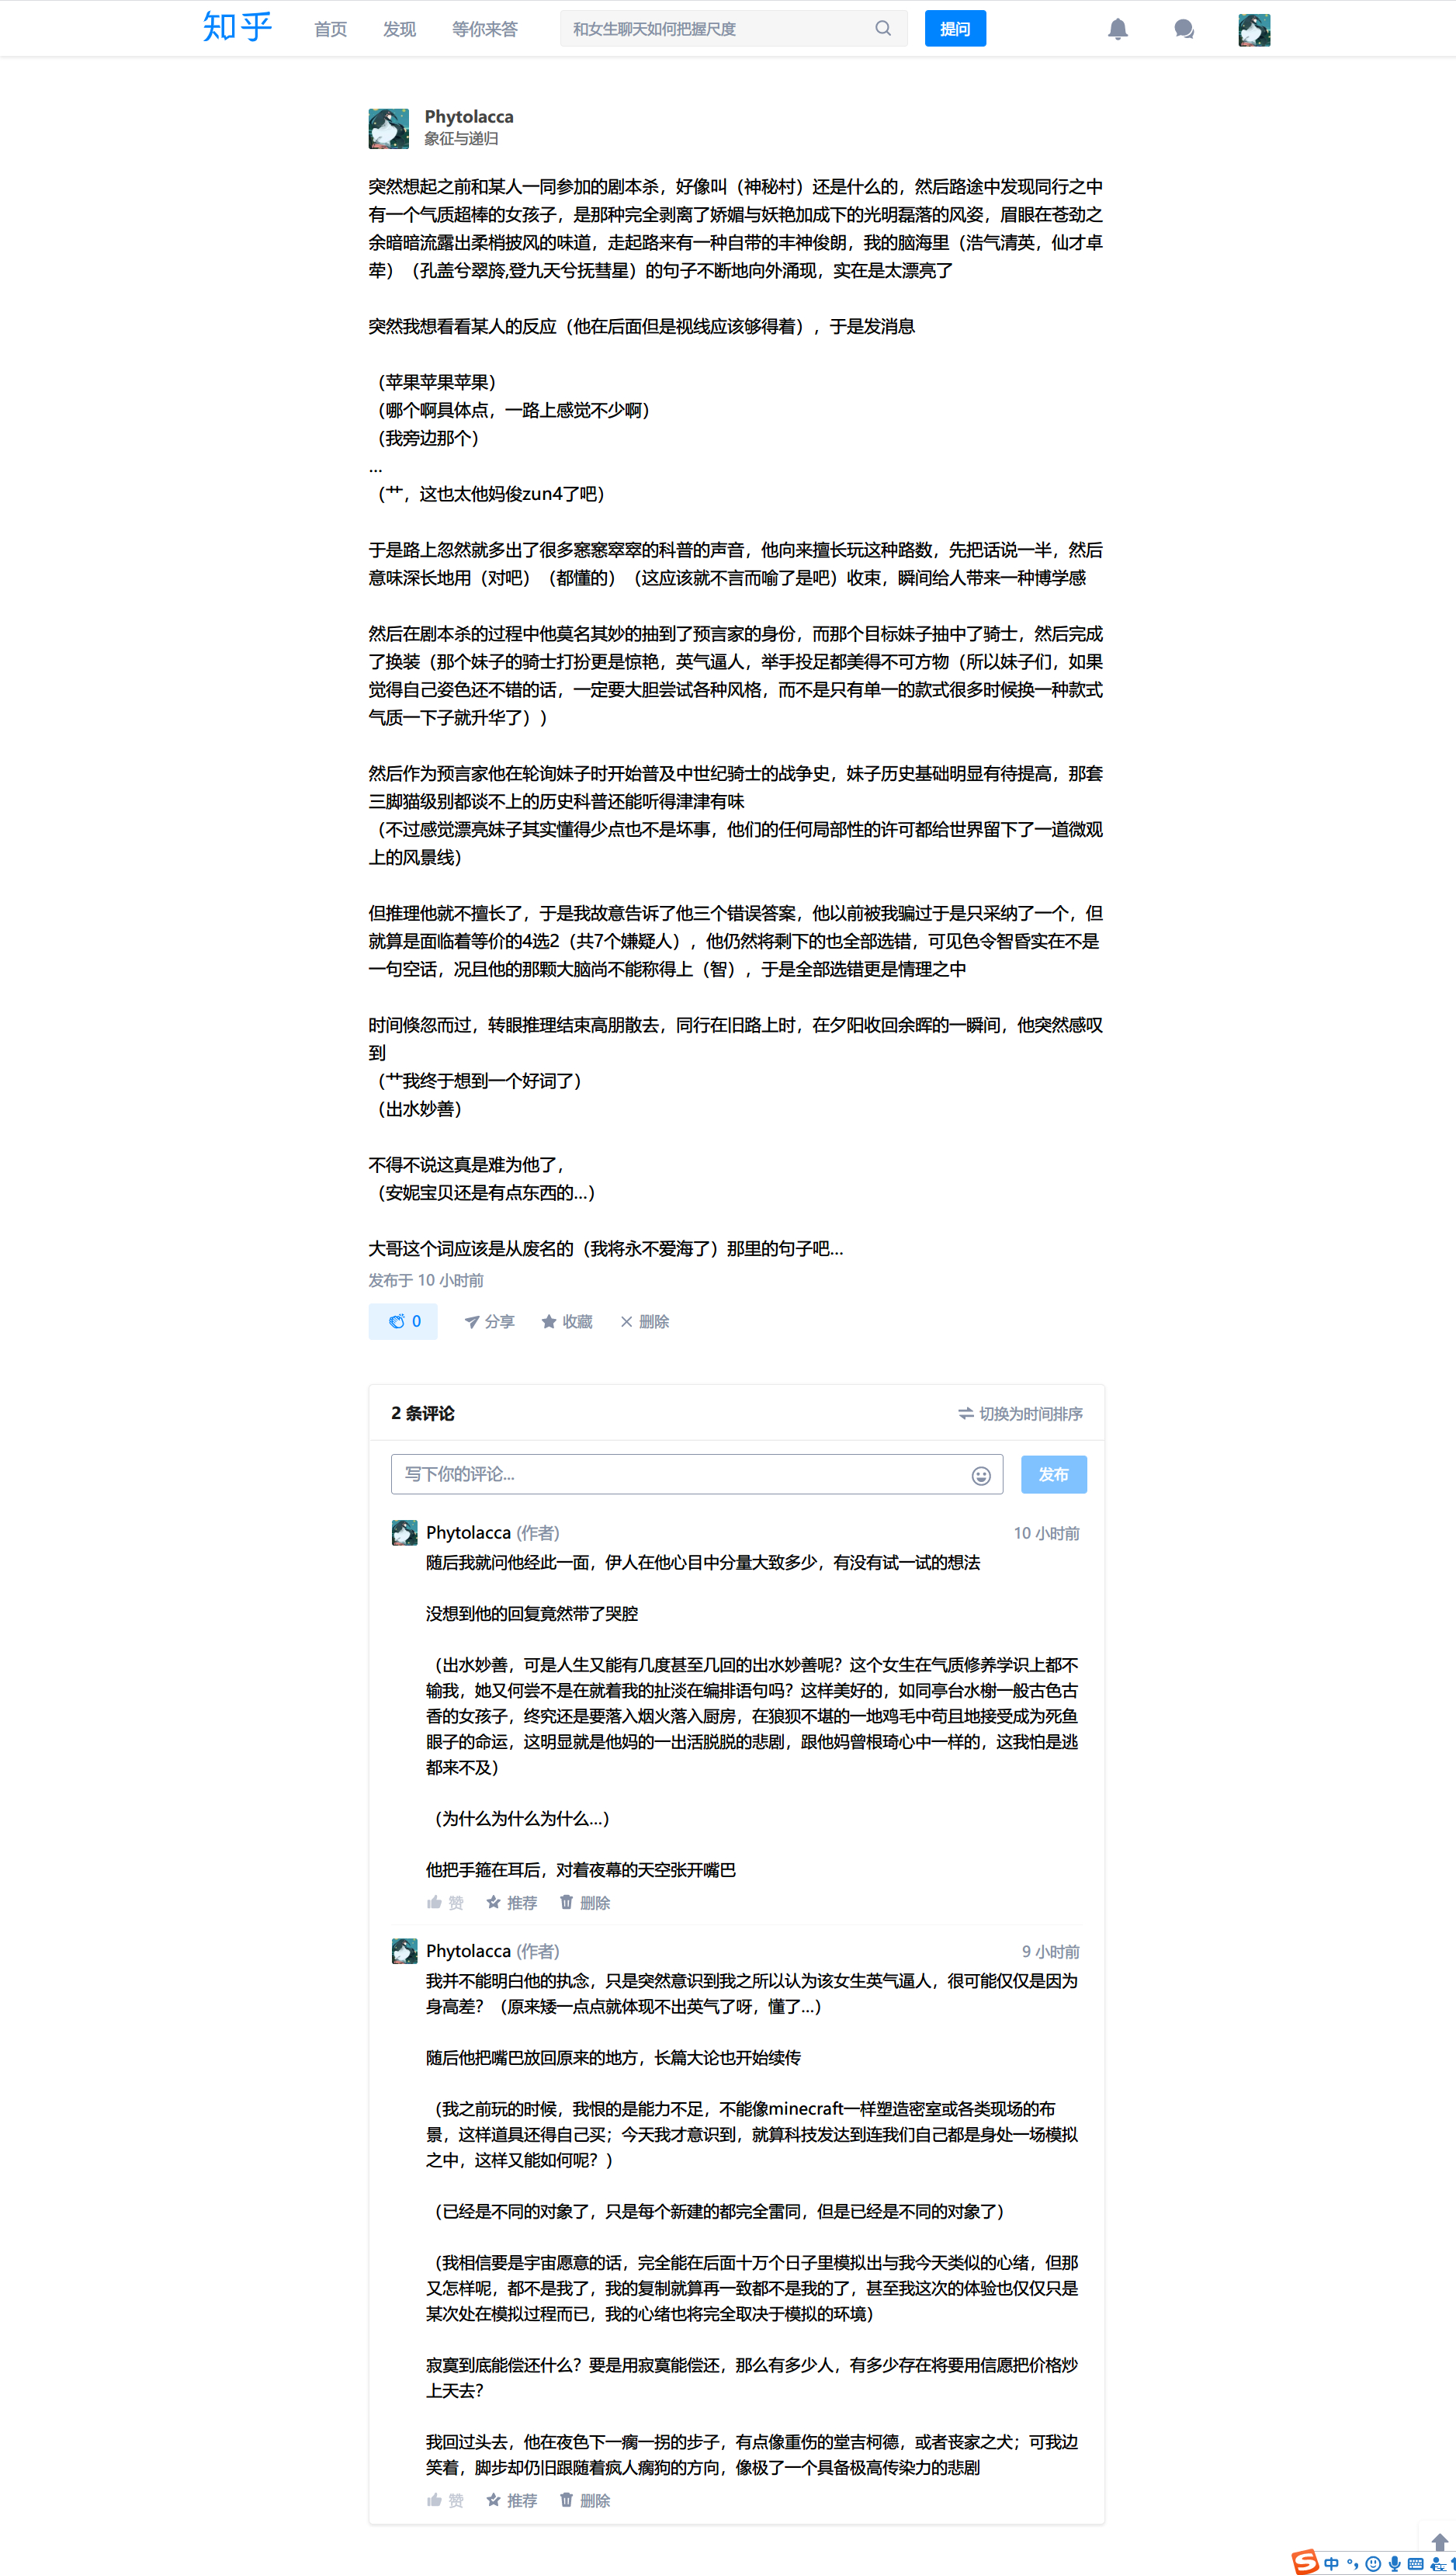 知乎 首页 发现 等你来答 和女生聊天如何把握尺度 提问
Phytolacca
象征与递归
突然想起之前和某人一同参加的剧本杀，好像叫（神秘村）还是什么的，然后路途中发现同行之中
有一个气质超棒的女孩子，是那种完全剥离了娇媚与妖艳加成下的光明磊落的风姿，眉眼在苍劲之
余暗暗流露出柔梢披风的味道，走起路来有一种自带的丰神俊朗，我的脑海里（浩气清英，仙才卓
荦）（孔盖兮翠旍,登九天兮抚彗星）的句子不断地向外涌现，实在是太漂亮了
突然我想看看某人的反应（他在后面但是视线应该够得着），于是发消息
（苹果苹果苹果）
（哪个啊具体点，一路上感觉不少啊）
（我旁边那个）
...
（艹，这也太他妈俊zun4了吧）
于是路上忽然就多出了很多窸窸窣窣的科普的声音，他向来擅长玩这种路数，先把话说一半，然后
意味深长地用（对吧）（都懂的）（这应该就不言而喻了是吧）收束，瞬间给人带来一种博学感
然后在剧本杀的过程中他莫名其妙的抽到了预言家的身份，而那个目标妹子抽中了骑士，然后完成
了换装（那个妹子的骑士打扮更是惊艳，英气逼人，举手投足都美得不可方物（所以妹子们，如果
觉得自己姿色还不错的话，一定要大胆尝试各种风格，而不是只有单一的款式很多时候换一种款式
气质一下子就升华了））
然后作为预言家他在轮询妹子时开始普及中世纪骑士的战争史，妹子历史基础明显有待提高，那套
三脚猫级别都谈不上的历史科普还能听得津津有味
（不过感觉漂亮妹子其实懂得少点也不是坏事，他们的任何局部性的许可都给世界留下了一道微观
上的风景线）
但推理他就不擅长了，于是我故意告诉了他三个错误答案，他以前被我骗过于是只采纳了一个，但
就算是面临着等价的4选2（共7个嫌疑人），他仍然将剩下的也全部选错，可见色令智昏实在不是
一句空话，况且他的那颗大脑尚不能称得上（智），于是全部选错更是情理之中
时间倏忽而过，转眼推理结束高朋散去，同行在旧路上时，在夕阳收回余晖的一瞬间，他突然感叹
到
（艹我终于想到一个好词了）
（出水妙善）
不得不说这真是难为他了，
（安妮宝贝还是有点东西的...）
大哥这个词应该是从废名的（我将永不爱海了）那里的句子吧...
发布于 10 小时前
0 分享 收藏 删除
2 条评论 切换为时间排序
写下你的评论... 发布
Phytolacca (作者) 10 小时前
随后我就问他经此一面，伊人在他心目中分量大致多少，有没有试一试的想法
没想到他的回复竟然带了哭腔
（出水妙善，可是人生又能有几度甚至几回的出水妙善呢？这个女生在气质修养学识上都不
输我，她又何尝不是在就着我的扯淡在编排语句吗？这样美好的，如同亭台水榭一般古色古
香的女孩子，终究还是要落入烟火落入厨房，在狼狈不堪的一地鸡毛中苟且地接受成为死鱼
眼子的命运，这明显就是他妈的一出活脱脱的悲剧，跟他妈曾根琦心中一样的，这我怕是逃
都来不及）
（为什么为什么为什么...）
他把手箍在耳后，对着夜幕的天空张开嘴巴
赞 推荐 删除
Phytolacca (作者) 9 小时前
我并不能明白他的执念，只是突然意识到我之所以认为该女生英气逼人，很可能仅仅是因为
身高差？（原来矮一点点就体现不出英气了呀，懂了...）
随后他把嘴巴放回原来的地方，长篇大论也开始续传
（我之前玩的时候，我恨的是能力不足，不能像minecraft一样塑造密室或各类现场的布
景，这样道具还得自己买；今天我才意识到，就算科技发达到连我们自己都是身处一场模拟
之中，这样又能如何呢？）
（已经是不同的对象了，只是每个新建的都完全雷同，但是已经是不同的对象了）
（我相信要是宇宙愿意的话，完全能在后面十万个日子里模拟出与我今天类似的心绪，但那
又怎样呢，都不是我了，我的复制就算再一致都不是我的了，甚至我这次的体验也仅仅只是
某次处在模拟过程而已，我的心绪也将完全取决于模拟的环境）
寂寞到底能偿还什么？要是用寂寞能偿还，那么有多少人，有多少存在将要用信愿把价格炒
上天去？
我回过头去，他在夜色下一瘸一拐的步子，有点像重伤的堂吉柯德，或者丧家之犬；可我边
笑着，脚步却仍旧跟随着疯人瘸狗的方向，像极了一个具备极高传染力的悲剧
赞 推荐 删除
S 中